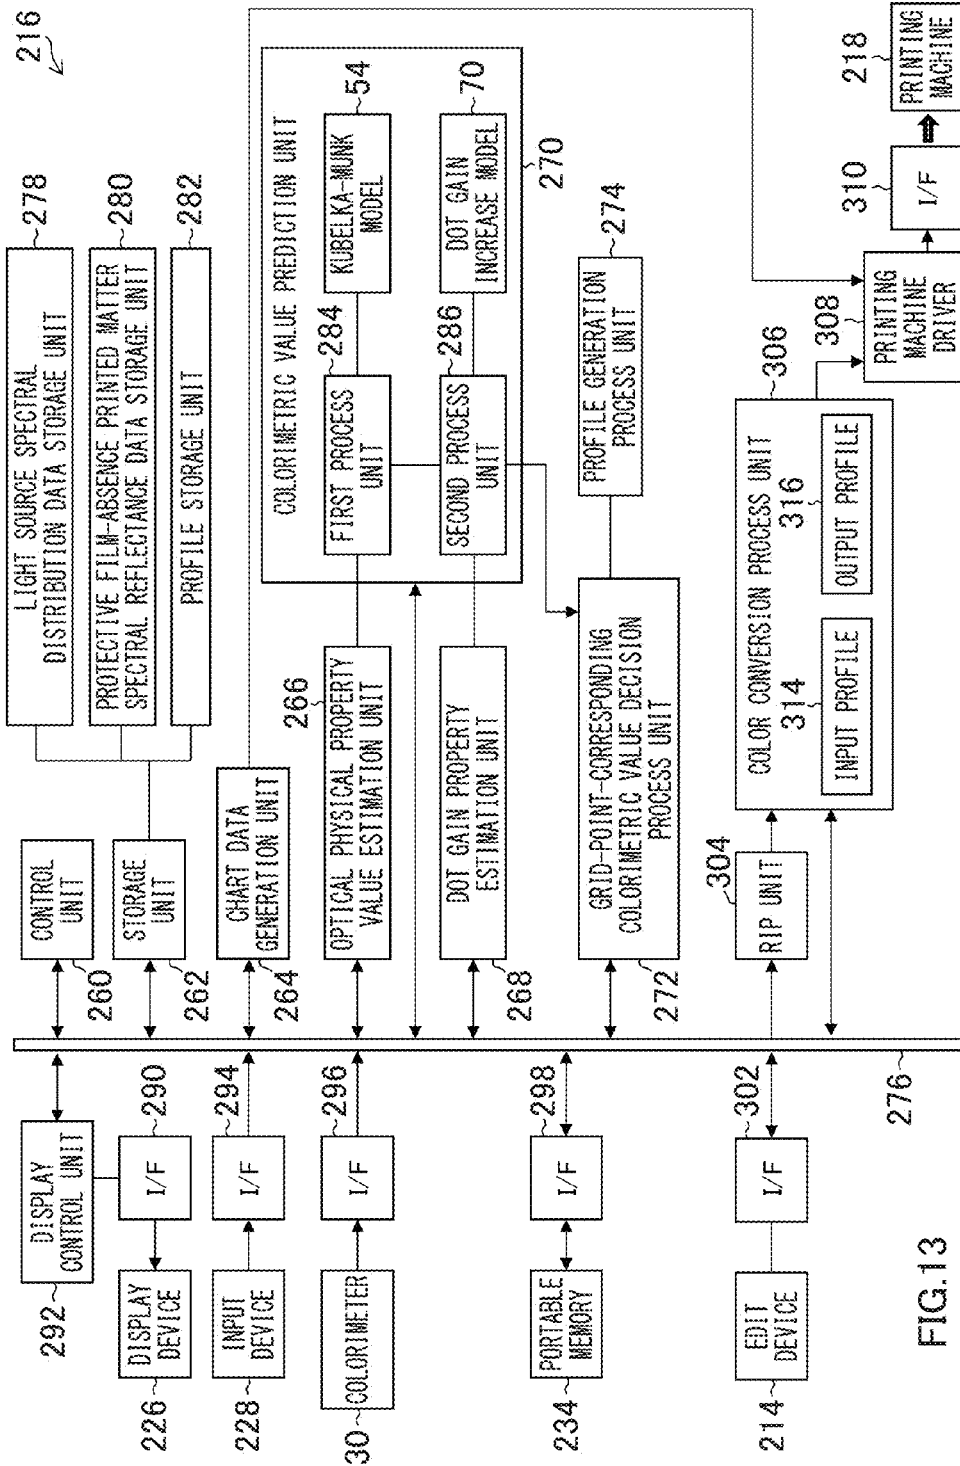 216
292
DISPLAY
CONTROL UNIT
226
DISPLAY
DEVICE
I/F
290
228
INPUT
DEVICE
I/F
294
30
COLORIMETER
I/F
296
234
PORTABLE
MEMORY
I/F
298
214
EDIT
DEVICE
I/F
302
276
260
CONTROL
UNIT
262
STORAGE
UNIT
LIGHT SOURCE SPECTRAL
DISTRIBUTION DATA STORAGE UNIT
278
PROTECTIVE FILM-ABSENCE PRINTED MATTER
SPECTRAL REFLECTANCE DATA STORAGE UNIT
280
PROFILE STORAGE UNIT
282
264
CHART DATA
GENERATION UNIT
OPTICAL PHYSICAL PROPERTY
VALUE ESTIMATION UNIT
266
268
DOT GAIN PROPERTY
ESTIMATION UNIT
COLORIMETRIC VALUE PREDICTION UNIT
FIRST PROCESS
UNIT
284
KUBELKA-MUNK
MODEL
54
SECOND PROCESS
UNIT
286
DOT GAIN
INCREASE MODEL
70
270
272
GRID-POINT-CORRESPONDING
COLORIMETRIC VALUE DECISION
PROCESS UNIT
PROFILE GENERATION
PROCESS UNIT
274
RIP UNIT
304
COLOR CONVERSION PROCESS UNIT
306
314
INPUT PROFILE
316
OUTPUT PROFILE
308
PRINTING
MACHINE
DRIVER
310
I/F
218
PRINTING
MACHINE
FIG.13